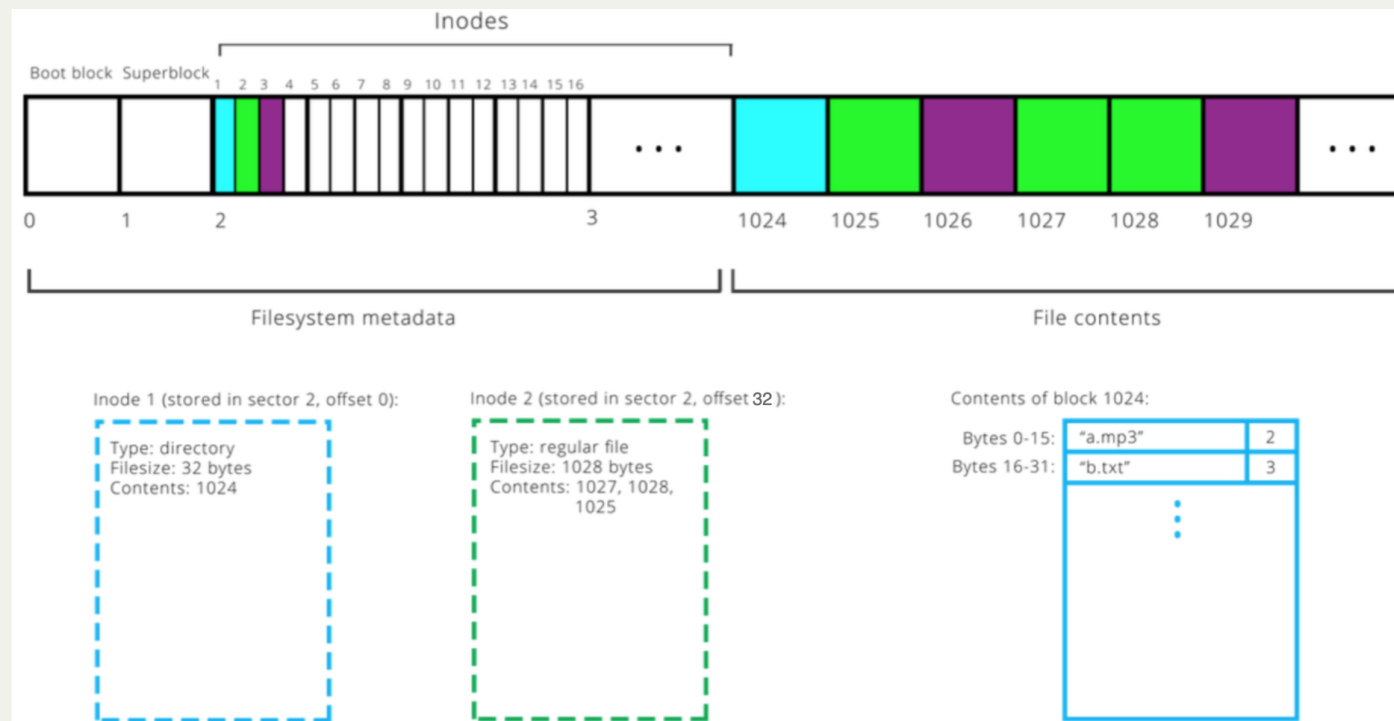 Inodes
Boot block Superblock
1 2 3 4 5 6 7 8 9 10 11 12 13 14 15 16
...
...
0 1 2 3 1024 1025 1026 1027 1028 1029
Filesystem metadata
File contents
Inode 1 (stored in sector 2, offset 0):
Type: directory
Filesize: 32 bytes
Contents: 1024
Inode 2 (stored in sector 2, offset 32):
Type: regular file
Filesize: 1028 bytes
Contents: 1027, 1028,
1025
Contents of block 1024:
Bytes 0-15: "a.mp3" 2
Bytes 16-31: "b.txt" 3